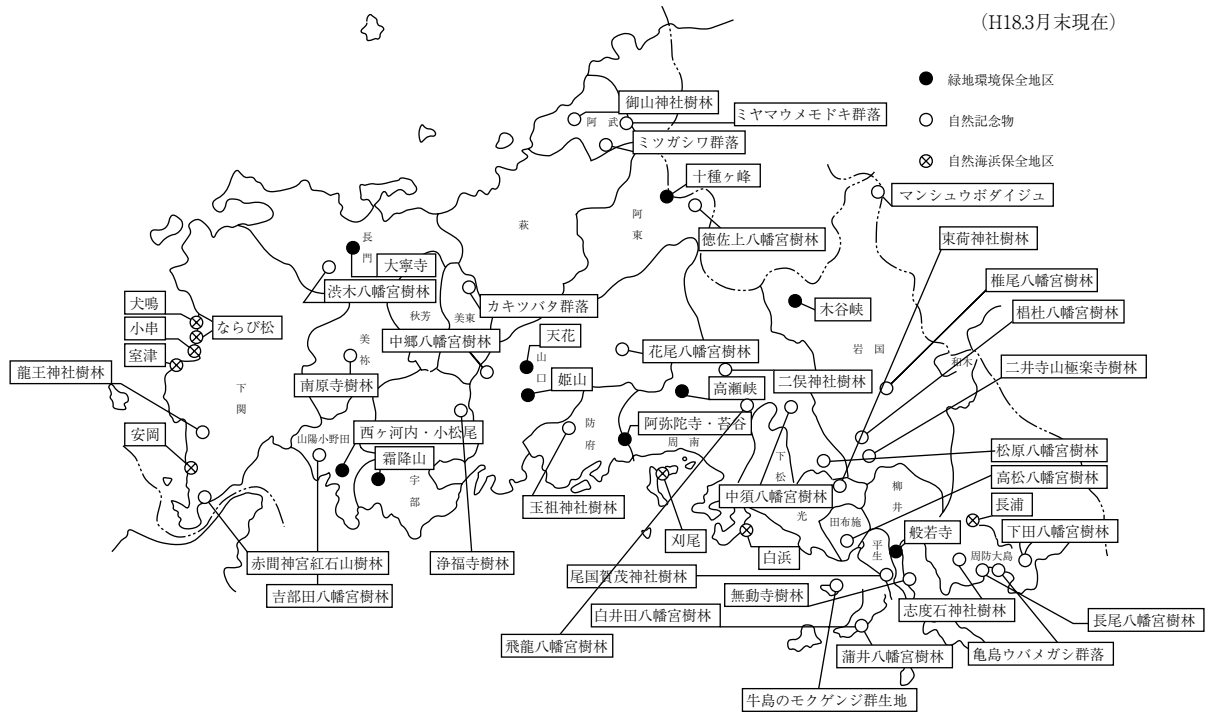 (H18.3月末現在)
緑地環境保全地区
自然記念物
自然海浜保全地区
御山神社樹林
ミヤマウメモドキ群落
阿武
ミツガシワ群落
十種ヶ峰
マンシュウボダイジュ
萩
阿東
徳佐上八幡宮樹林
束荷神社樹林
長門
大寧寺
渋木八幡宮樹林
カキツバタ群落
木谷峡
椎尾八幡宮樹林
椙杜八幡宮樹林
犬鳴
小串
ならび松
室津
秋芳
美東
天花
美祢
中郷八幡宮樹林
山口
花尾八幡宮樹林
岩国
和木
二井寺山極楽寺樹林
龍王神社樹林
下関
南原寺樹林
姫山
高瀬峡
二俣神社樹林
安岡
山陽小野田
西ヶ河内・小松尾
霜降山
宇部
防府
阿弥陀寺・苔谷
周南
下松
松原八幡宮樹林
高松八幡宮樹林
玉祖神社樹林
中須八幡宮樹林
光
柳井
長浦
田布施
般若寺
下田八幡宮樹林
刈尾
白浜
平生
周防大島
赤間神宮紅石山樹林
浄福寺樹林
吉部田八幡宮樹林
尾国賀茂神社樹林
無動寺樹林
白井田八幡宮樹林
志度石神社樹林
長尾八幡宮樹林
飛龍八幡宮樹林
蒲井八幡宮樹林
亀島ウバメガシ群落
牛島のモクゲンジ群生地